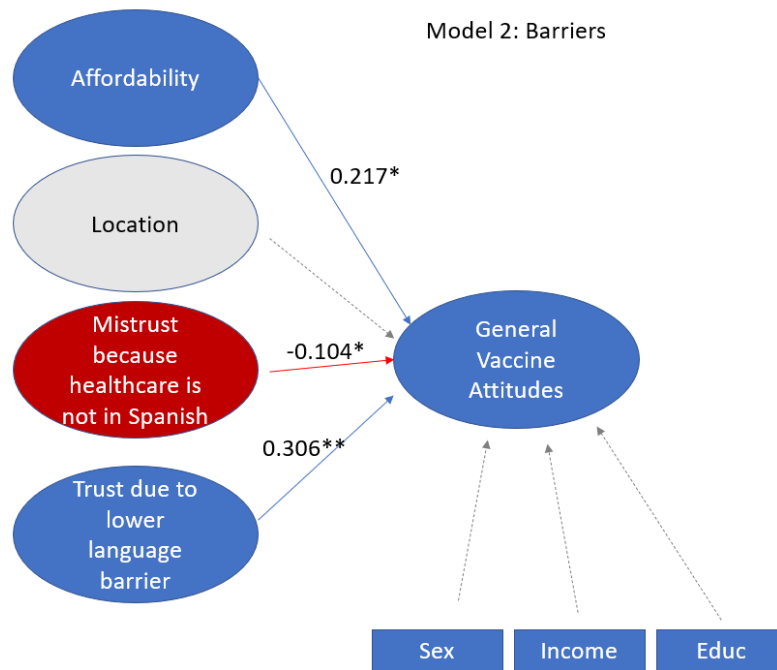 Model 2: Barriers
Affordability
0.217*
Location
Mistrust
because
healthcare is
not in Spanish
-0.104*
General
Vaccine
Attitudes
0.306**
Trust due to
lower
language
barrier
Sex
Income
Educ